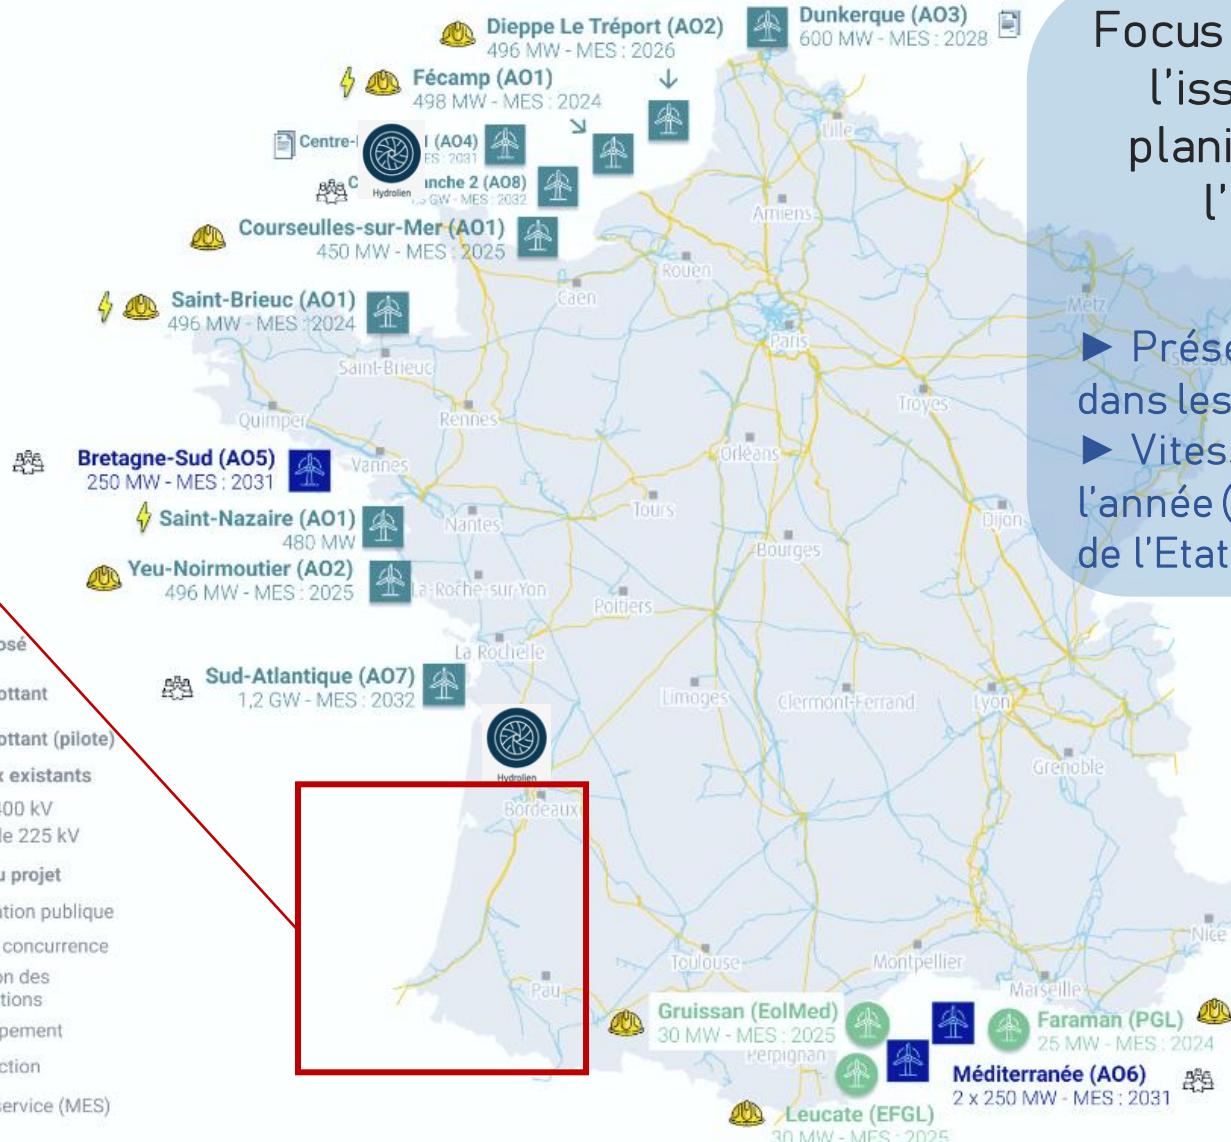 Dieppe Le Tréport (AO2)
496 MW - MES : 2026
Dunkerque (AO3)
600 MW - MES : 2028
Fécamp (AO1)
498 MW - MES : 2024
Centre- (AO4)
ES : 2031
Hydrolien
nche 2 (AO8)
GW - MES : 2032
Courseulles-sur-Mer (AO1)
450 MW - MES : 2025
Saint-Brieuc (AO1)
496 MW - MES : 2024
Bretagne-Sud (AO5)
250 MW - MES : 2031
Saint-Nazaire (AO1)
480 MW
Yeu-Noirmoutier (AO2)
496 MW - MES : 2025
Sud-Atlantique (AO7)
1,2 GW - MES : 2032
Hydrolien
Lille
Amiens
Rouen
Caen
Metz
Paris
Saint-Brieuc
Troyes
Quimper
Rennes
Orléans
Vannes
Tours
Dijon
Nantes
Bourges
La-Roche-sur-Yon
Poitiers
La Rochelle
Limoges
Clermont-Ferrand
Lyon
Grenoble
Bordeaux
Nice
Toulouse
Montpellier
Marseille
Pau
Perpignan
Gruissan (EolMed)
30 MW - MES : 2025
Faraman (PGL)
25 MW - MES : 2024
Méditerranée (AO6)
2 x 250 MW - MES : 2031
Leucate (EFGL)
30 MW - MES : 2025
Focus
l'iss
plani
l'
► Prése
dans les
► Vites
l'année (
de l'Etat
osé
ottant
ottant (pilote)
x existants
400 kV
de 225 kV
u projet
ation publique
concurrence
on des
tions
pement
ction
service (MES)